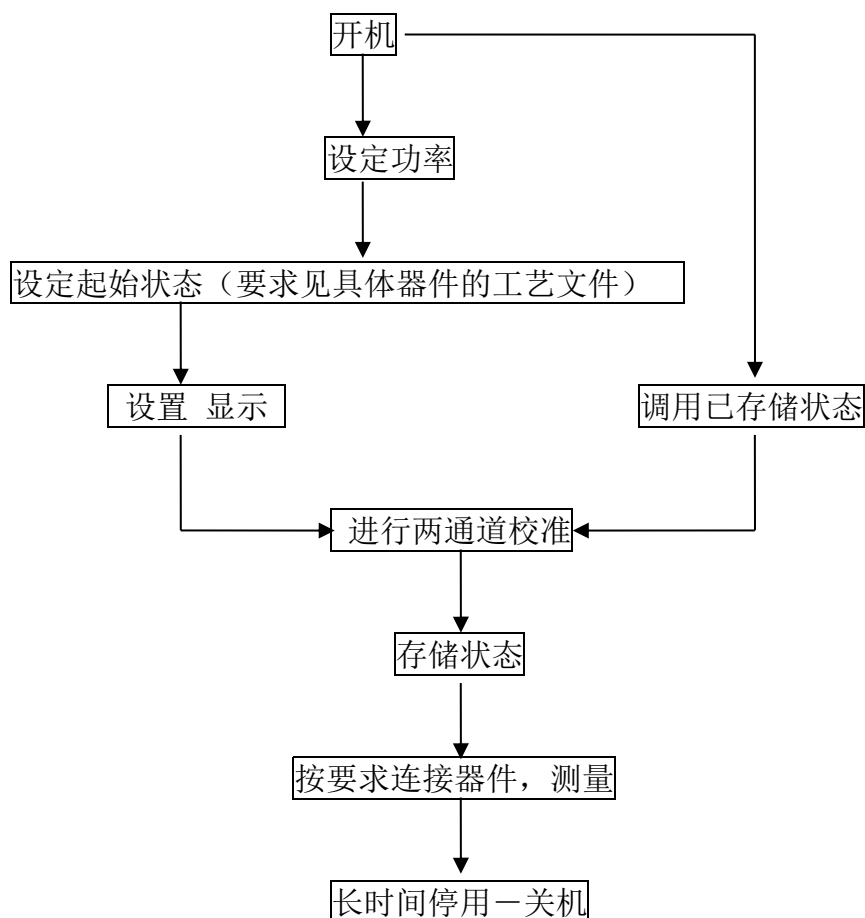 开机
设定功率
设定起始状态（要求见具体器件的工艺文件）
设置 显示
调用已存储状态
进行两通道校准
存储状态
按要求连接器件，测量
长时间停用－关机